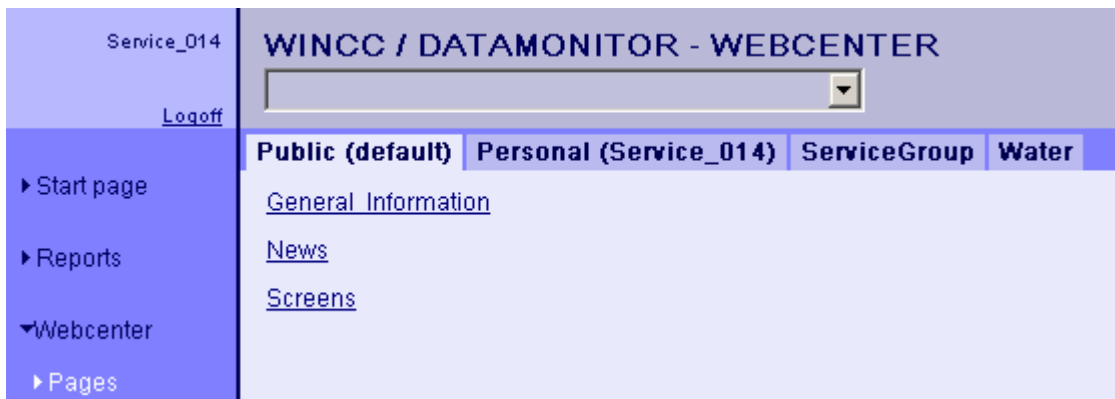 Service_014
Logoff
WINCC / DATAMONITOR - WEBCENTER
Public (default) Personal (Service_014) ServiceGroup Water
Start page
Reports
Webcenter
Pages
General Information
News
Screens